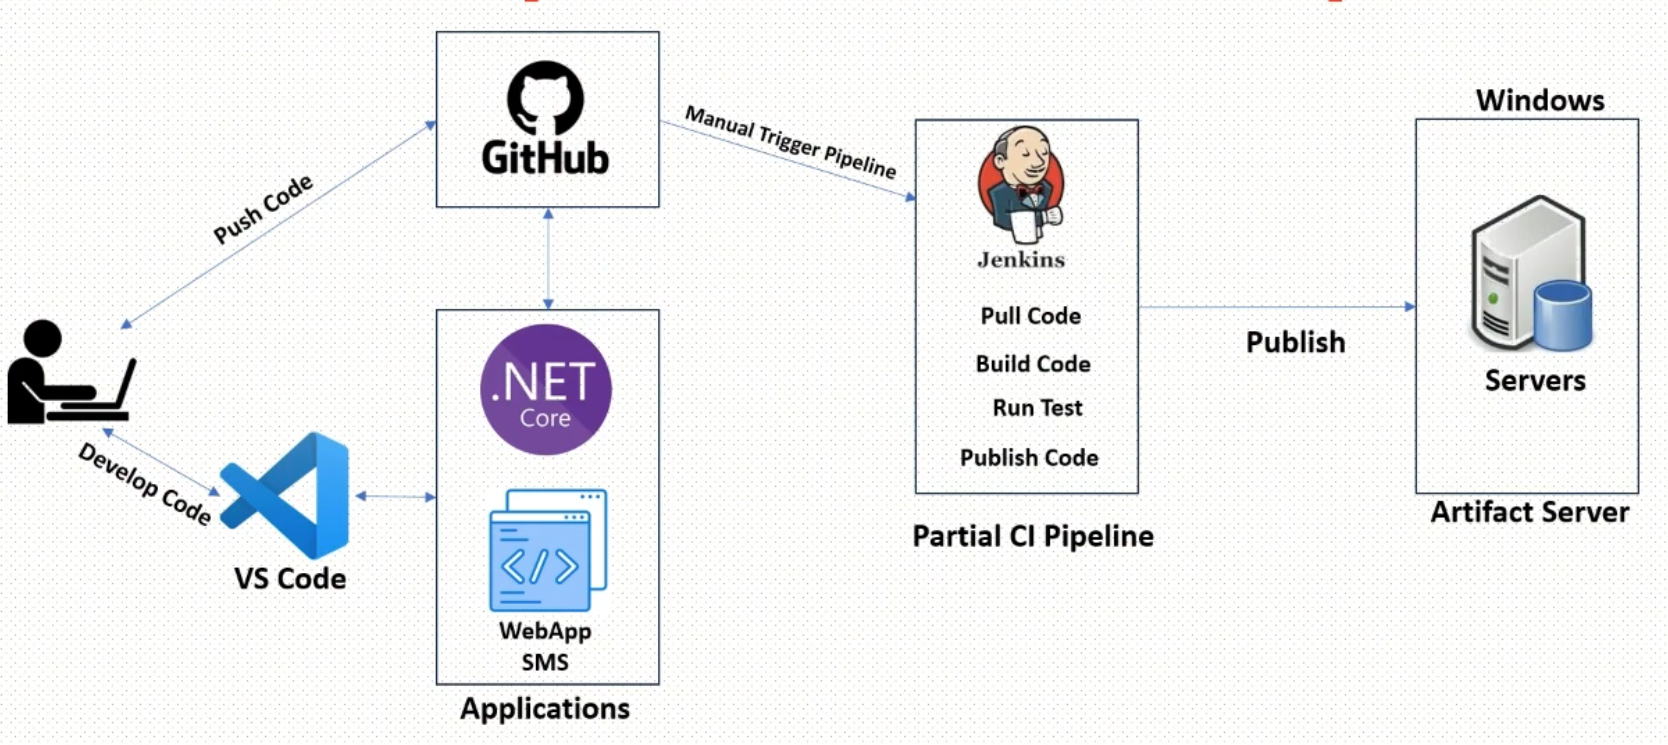 GitHub
Push Code
Manual Trigger Pipeline
Windows
Jenkins
Pull Code
Build Code
Run Test
Publish Code
Partial CI Pipeline
Publish
Servers
Artifact Server
.NET
Core
Develop Code
VS Code
WebApp
SMS
Applications